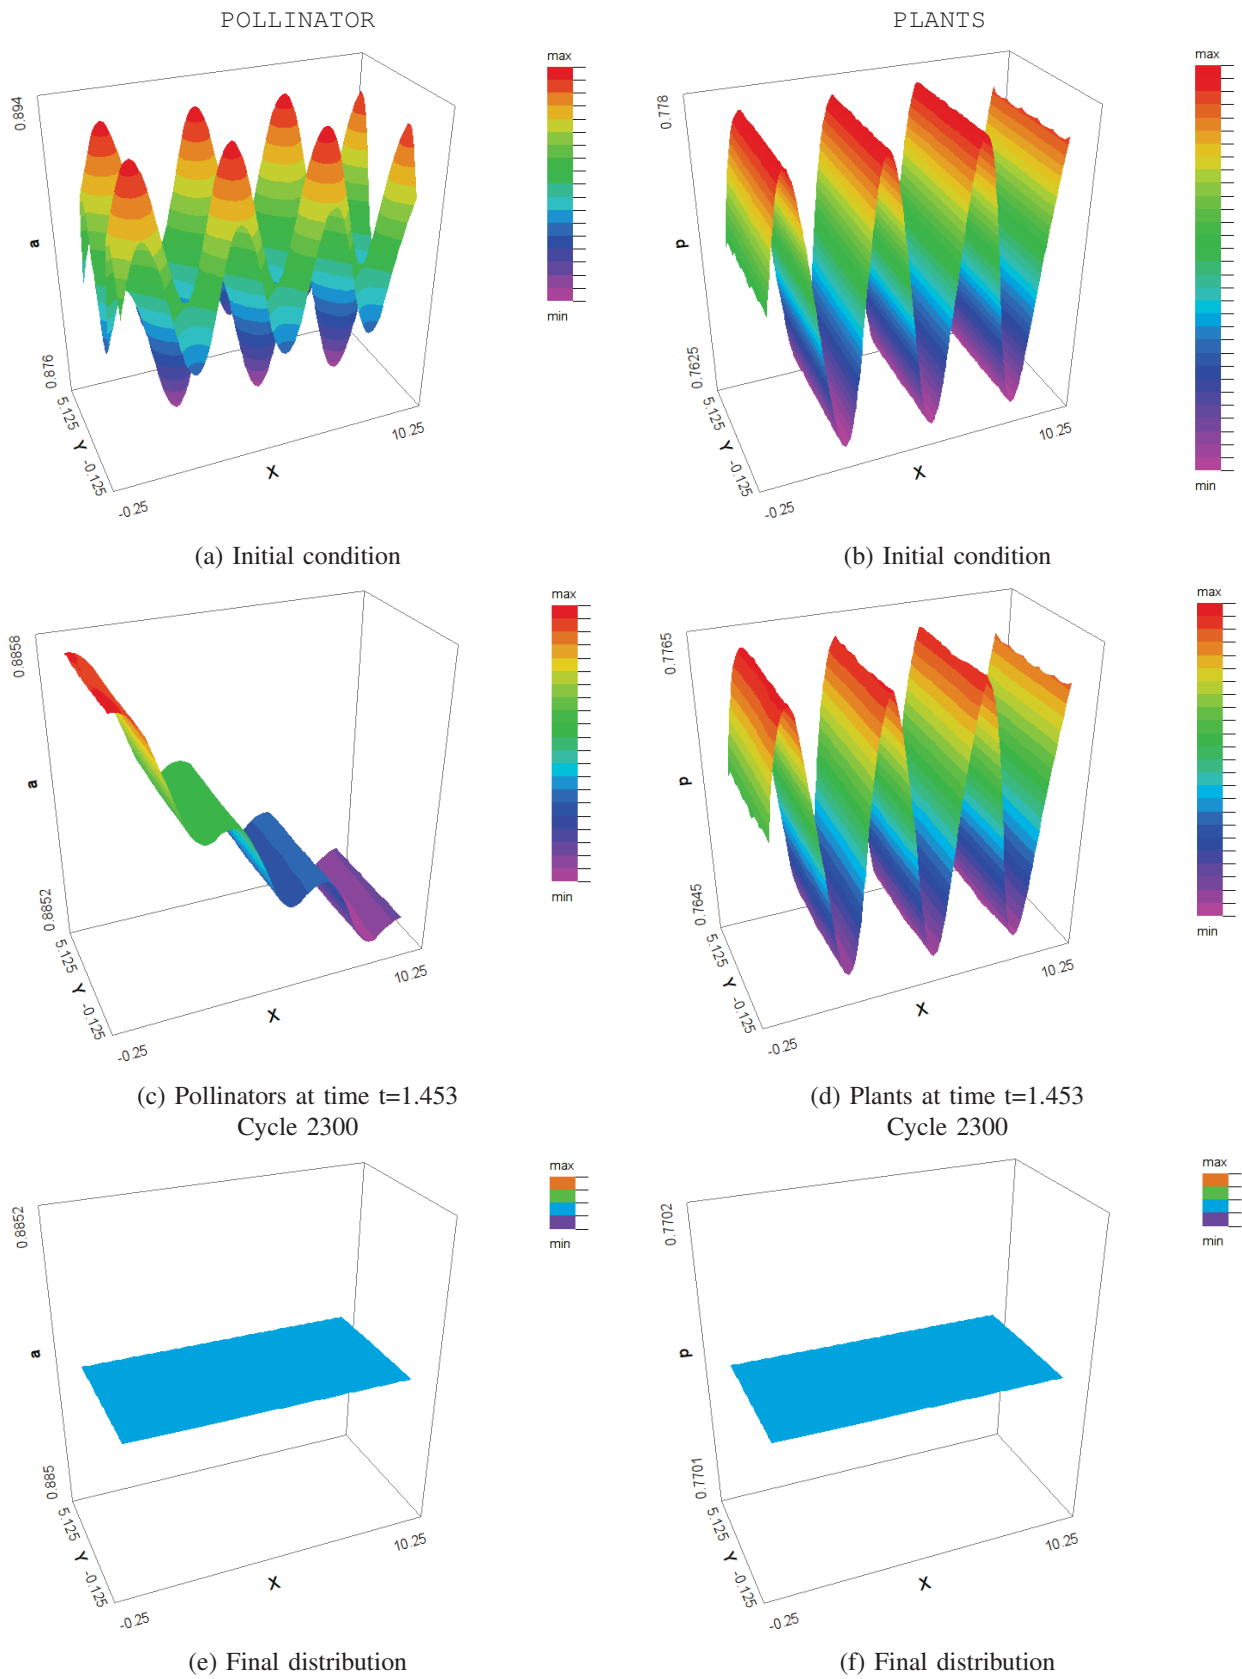 POLLINATOR
PLANTS
max
min
0.894
a
0.876
5.125
Y
-0.125
-0.25
X
10.25
max
min
0.778
p
0.7625
5.125
Y
-0.125
-0.25
X
10.25
(a) Initial condition
(b) Initial condition
max
min
0.8858
a
0.8852
5.125
Y
-0.125
-0.25
X
10.25
max
min
0.7765
p
0.7645
5.125
Y
-0.125
-0.25
X
10.25
(c) Pollinators at time t=1.453
Cycle 2300
(d) Plants at time t=1.453
Cycle 2300
max
min
0.8852
a
0.885
5.125
Y
-0.125
-0.25
X
10.25
max
min
0.7702
p
0.7701
5.125
Y
-0.125
-0.25
X
10.25
(e) Final distribution
(f) Final distribution